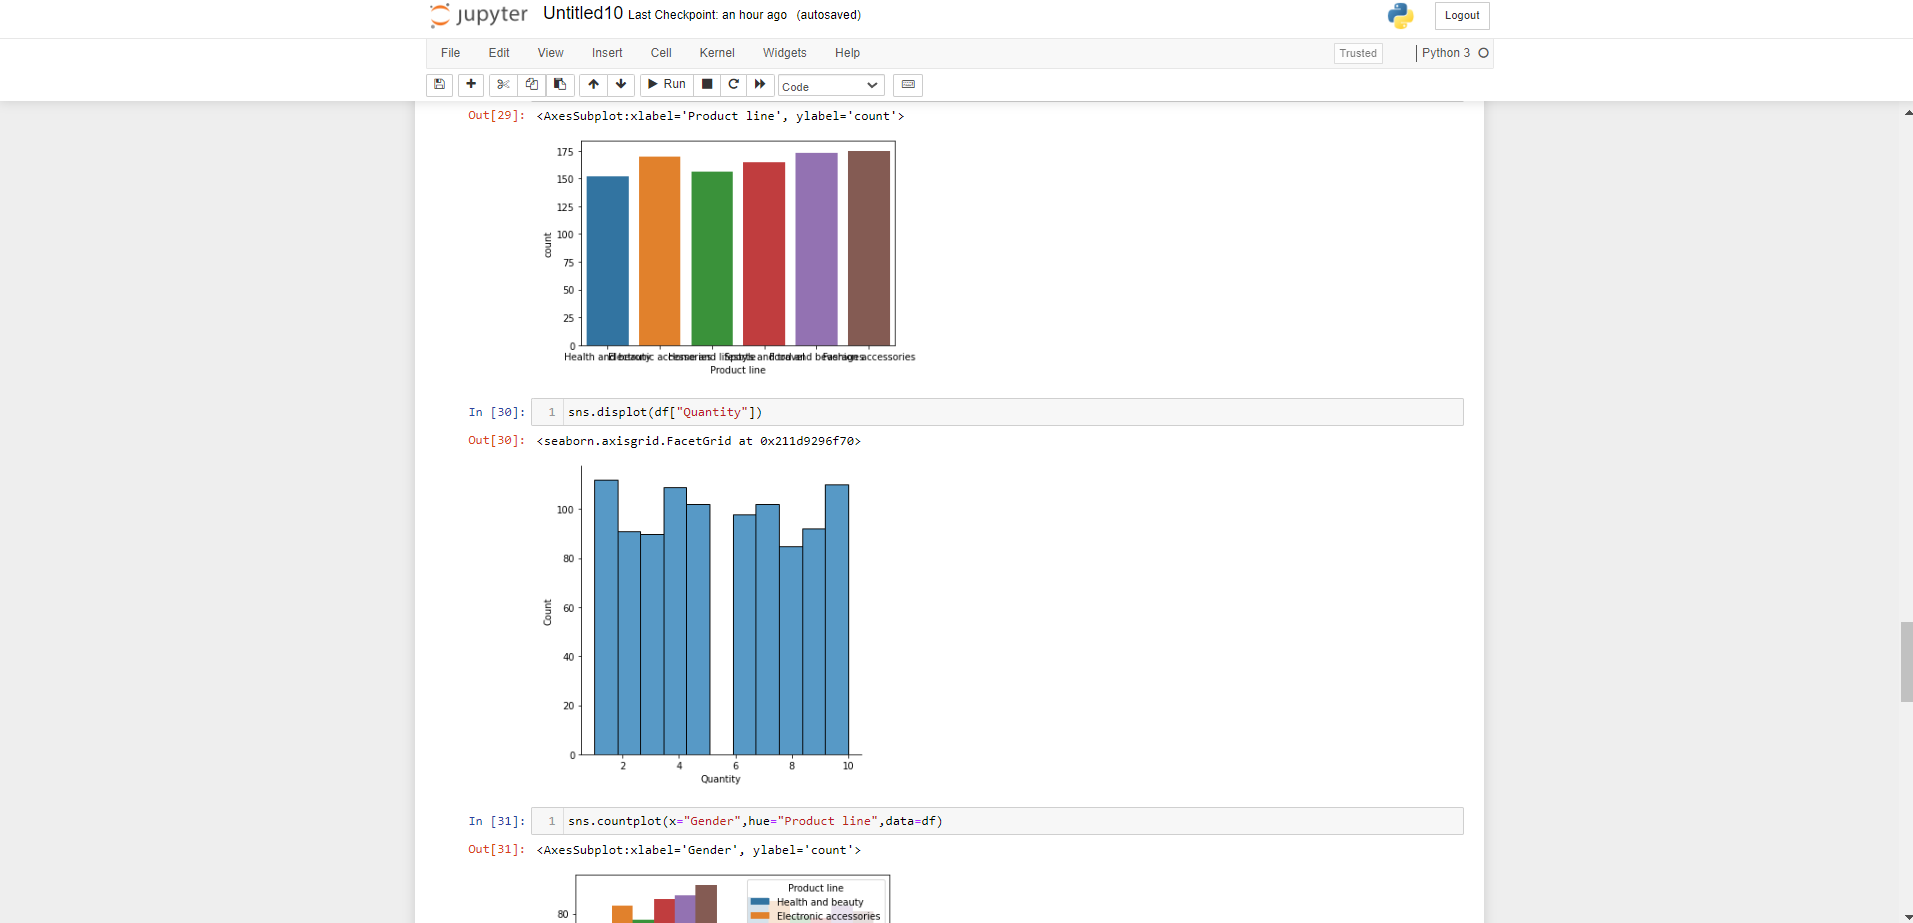 jupyter Untitled10 Last Checkpoint: an hour ago (autosaved) Logout
File Edit View Insert Cell Kernel Widgets Help Trusted Python 3
Run Code
Out[29]: <AxesSubplot:xlabel='Product line', ylabel='count'>
175
150
125
100
75
50
25
0
count
Health and beauty Electronic accessories Home and lifestyle Sports and travel Food and beverages Fashion accessories
Product line
In [30]: 1 sns.displot(df["Quantity"])
Out[30]: <seaborn.axisgrid.FacetGrid at 0x211d9296f70>
100
80
60
40
20
0
Count
2 4 6 8 10
Quantity
In [31]: 1 sns.countplot(x="Gender",hue="Product line",data=df)
Out[31]: <AxesSubplot:xlabel='Gender', ylabel='count'>
Product line
Health and beauty
80 Electronic accessories